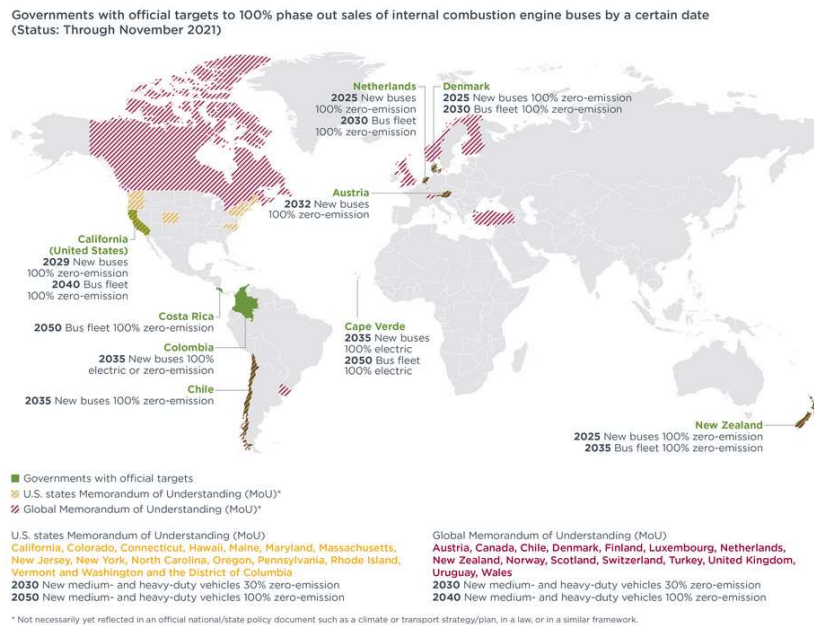 Governments with official targets to 100% phase out sales of internal combustion engine buses by a certain date
(Status: Through November 2021)
Netherlands
2025 New buses
100% zero-emission
2030 Bus fleet
100% zero-emission
Denmark
2025 New buses 100% zero-emission
2030 Bus fleet 100% zero-emission
Austria
2032 New buses
100% zero-emission
California
(United States)
2029 New buses
100% zero-emission
2040 Bus fleet
100% zero-emission
Costa Rica
2050 Bus fleet 100% zero-emission
Colombia
2035 New buses 100%
electric or zero-emission
Chile
2035 New buses 100% zero-emission
Cape Verde
2035 New buses
100% electric
2050 Bus fleet
100% electric
New Zealand
2025 New buses 100% zero-emission
2035 Bus fleet 100% zero-emission
Governments with official targets
U.S. states Memorandum of Understanding (MoU)*
Global Memorandum of Understanding (MoU)*
U.S. states Memorandum of Understanding (MoU)
California, Colorado, Connecticut, Hawaii, Maine, Maryland, Massachusetts,
New Jersey, New York, North Carolina, Oregon, Pennsylvania, Rhode Island,
Vermont and Washington and the District of Columbia
2030 New medium- and heavy-duty vehicles 30% zero-emission
2050 New medium- and heavy-duty vehicles 100% zero-emission
Global Memorandum of Understanding (MoU)
Austria, Canada, Chile, Denmark, Finland, Luxembourg, Netherlands,
New Zealand, Norway, Scotland, Switzerland, Turkey, United Kingdom,
Uruguay, Wales
2030 New medium- and heavy-duty vehicles 30% zero-emission
2040 New medium- and heavy-duty vehicles 100% zero-emission
* Not necessarily yet reflected in an official national/state policy document such as a climate or transport strategy/plan, in a law, or in a similar framework.